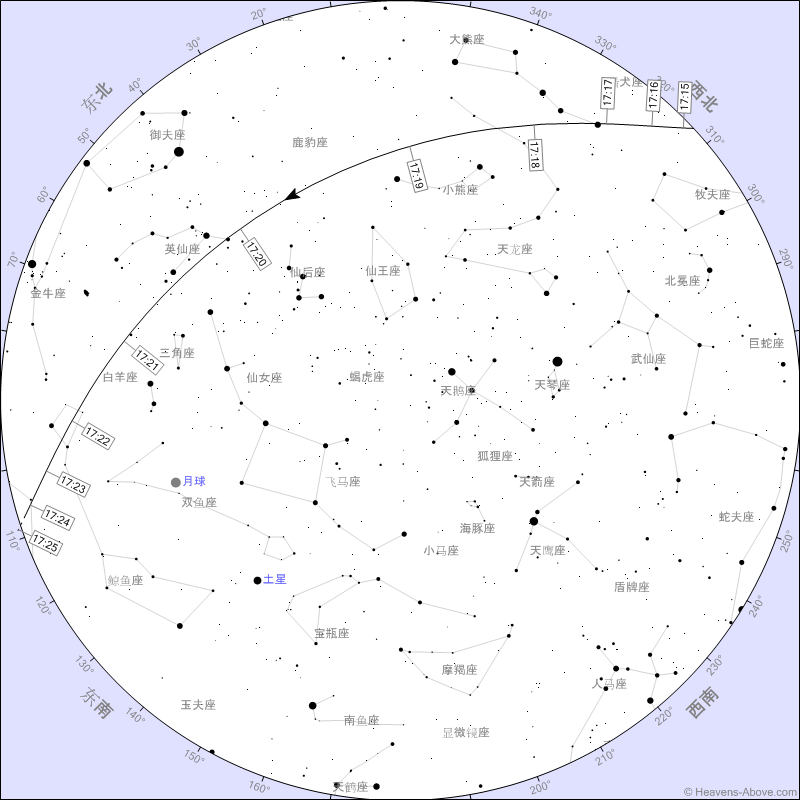 340°
20°
大熊座
330°
东北
40°
猎犬座
320°
西北
17:17
17:16
17:15
50°
御夫座
鹿豹座
310°
17:18
17:19
60°
小熊座
牧夫座
300°
英仙座
17:20
天龙座
290°
70°
金牛座
仙后座
仙王座
北冕座
17:21
三角座
武仙座
巨蛇座
白羊座
仙女座
蝎虎座
天鹅座
天琴座
17:22
狐狸座
17:23
月球
双鱼座
飞马座
天箭座
17:24
海豚座
蛇夫座
110°
17:25
小马座
天鹰座
250°
鲸鱼座
土星
盾牌座
120°
240°
宝瓶座
130°
摩羯座
人马座
230°
东南
140°
玉夫座
南鱼座
显微镜座
220°
西南
150°
210°
160°
天鹤座
200°
© Heavens-Above.com